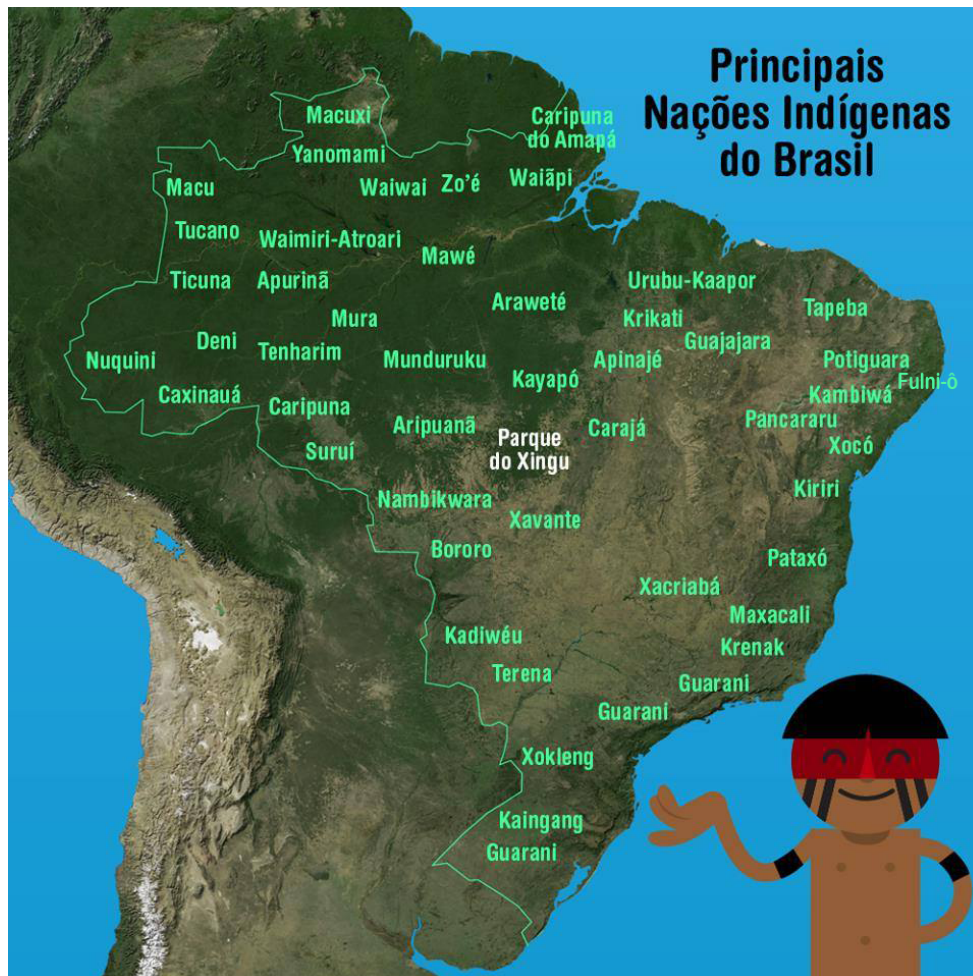 Principais
Nações Indígenas
do Brasil
Macuxi
Caripuna
do Amapá
Yanomami
Macu
Waiwai
Zo'é
Waiãpi
Tucano
Waimiri-Atroari
Mawé
Ticuna
Apurinã
Araweté
Urubu-Kaapor
Tapeba
Mura
Krikati
Deni
Tenharim
Guajajara
Nuquini
Munduruku
Apinajé
Potiguara
Kayapó
Fulni-ô
Caxinauá
Caripuna
Kambiwá
Aripuanã
Carajá
Pancararu
Suruí
Parque
do Xingu
Xocó
Nambikwara
Kiriri
Xavante
Bororo
Pataxó
Xacriabá
Maxacali
Kadiwéu
Krenak
Terena
Guarani
Guarani
Xokleng
Kaingang
Guarani